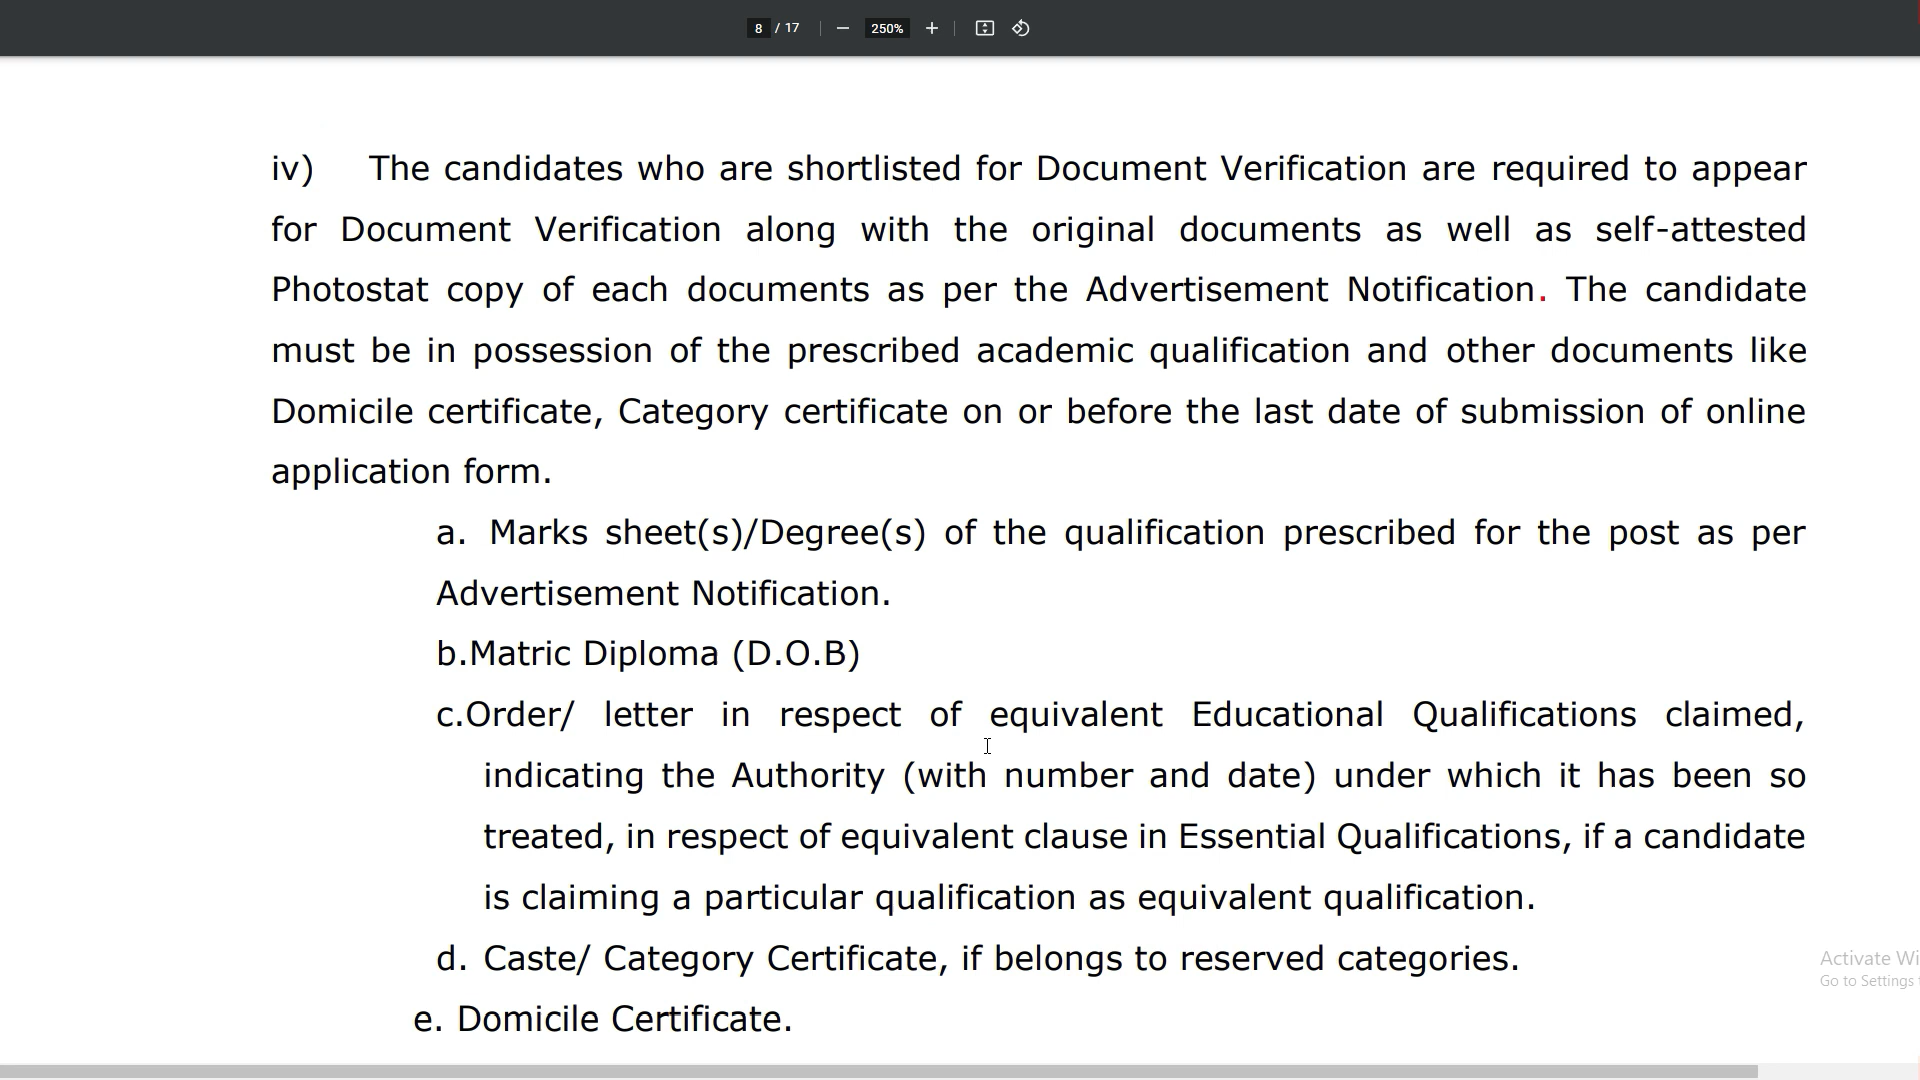 8 / 17 250%
iv) The candidates who are shortlisted for Document Verification are required to appear
for Document Verification along with the original documents as well as self-attested
Photostat copy of each documents as per the Advertisement Notification. The candidate
must be in possession of the prescribed academic qualification and other documents like
Domicile certificate, Category certificate on or before the last date of submission of online
application form.
a. Marks sheet(s)/Degree(s) of the qualification prescribed for the post as per
Advertisement Notification.
b.Matric Diploma (D.O.B)
c.Order/ letter in respect of equivalent Educational Qualifications claimed,
indicating the Authority (with number and date) under which it has been so
treated, in respect of equivalent clause in Essential Qualifications, if a candidate
is claiming a particular qualification as equivalent qualification.
d. Caste/ Category Certificate, if belongs to reserved categories.
Activate Wi
Go to Settings
e. Domicile Certificate.